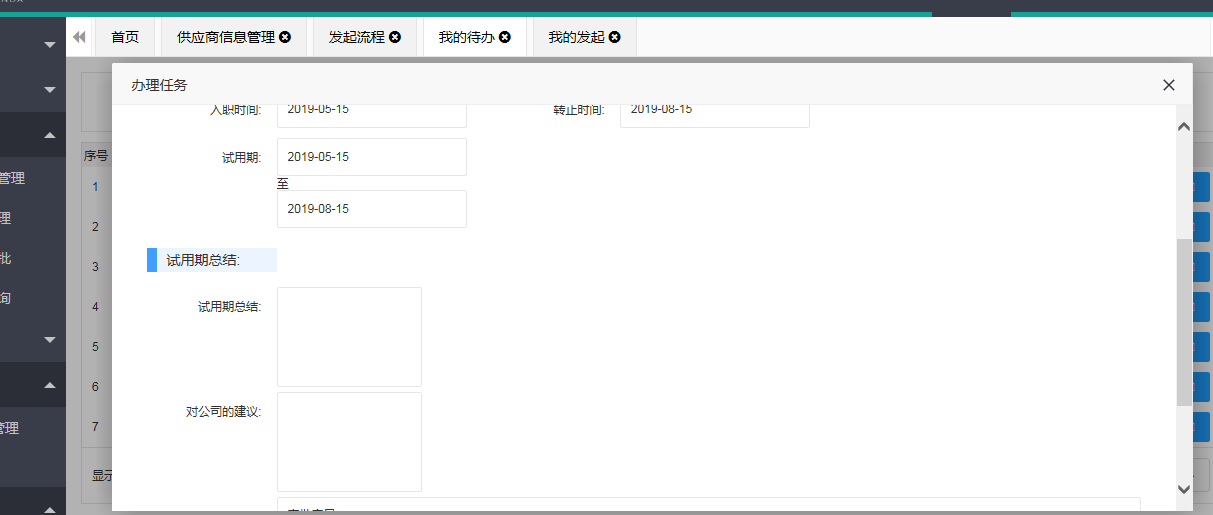 首页 供应商信息管理 发起流程 我的待办 我的发起
办理任务
入职时间: 2019-05-15 转正时间: 2019-08-15
序号
试用期: 2019-05-15
管理
1
至
2019-08-15
理
2
批
试用期总结:
3
询
4
试用期总结:
5
6
对公司的建议:
管理
7
显示